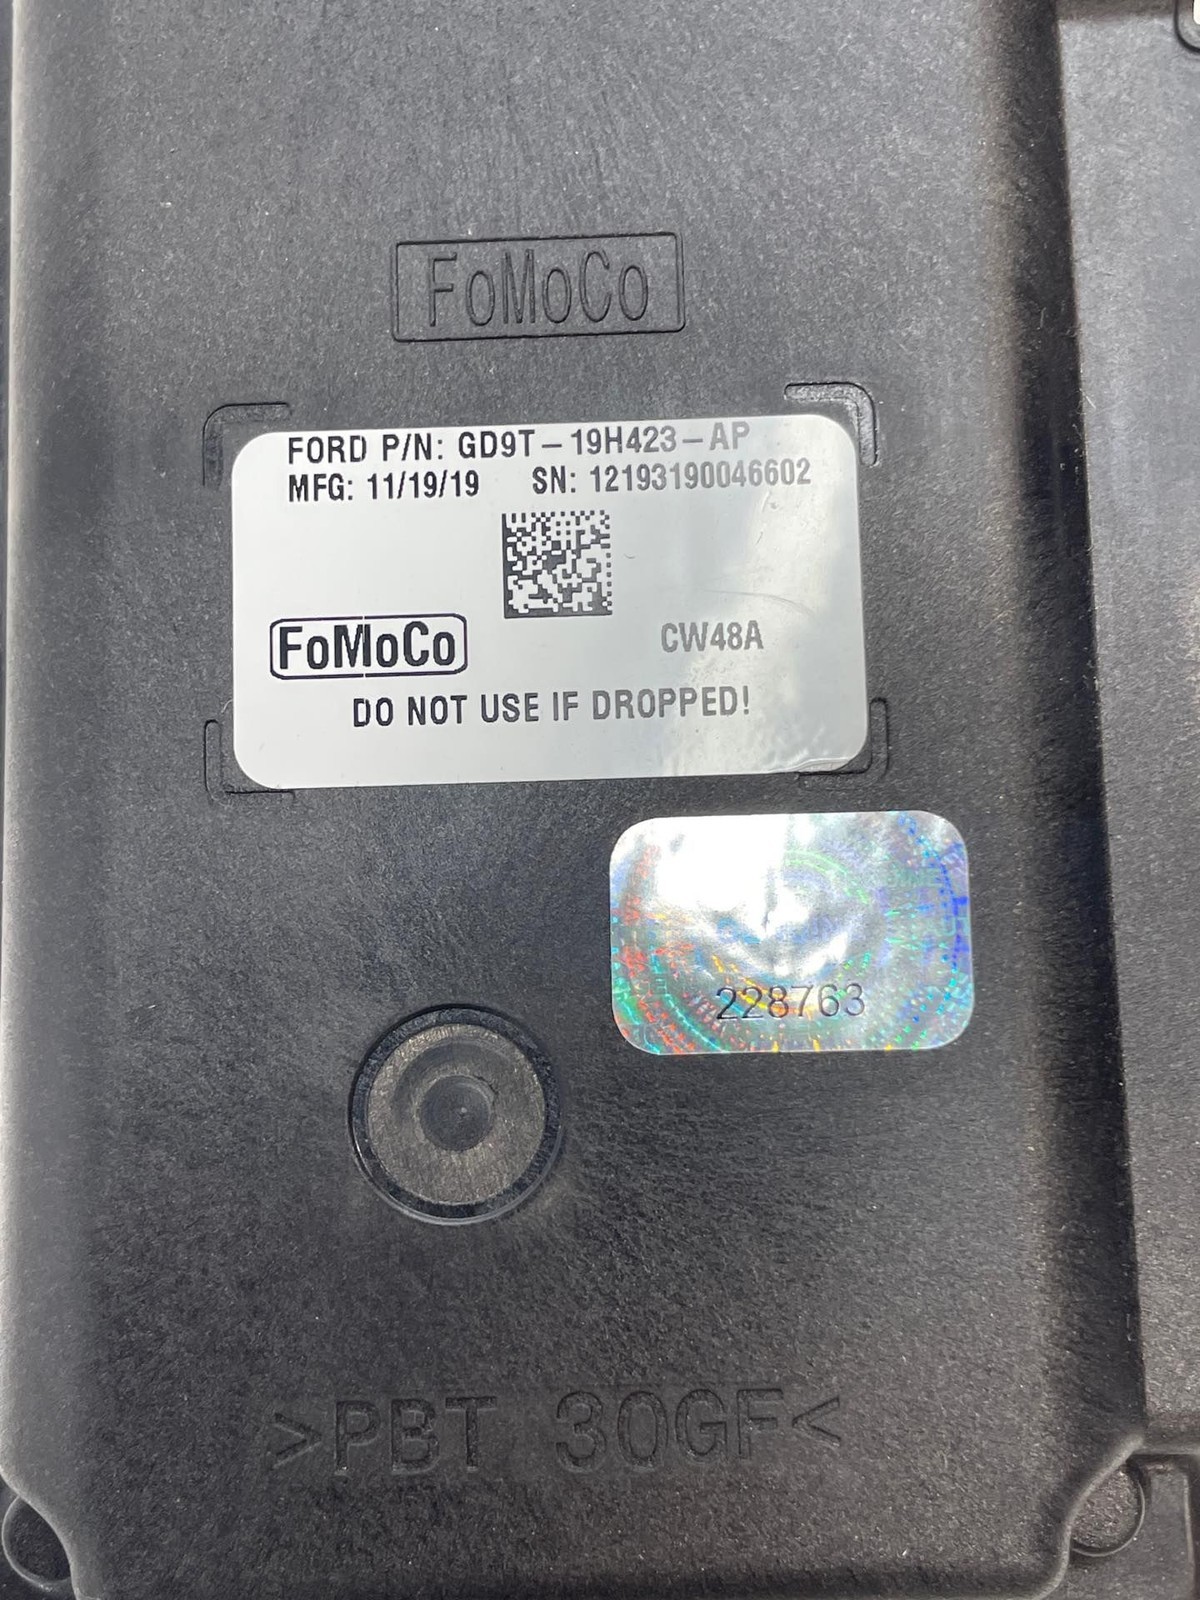 FoMoCo
FORD P/N: GD9T-19H423-AP
MFG: 11/19/19 SN: 12193190046602
CW48A
FoMoCo
DO NOT USE IF DROPPED!
228763
>PBT 30GF<